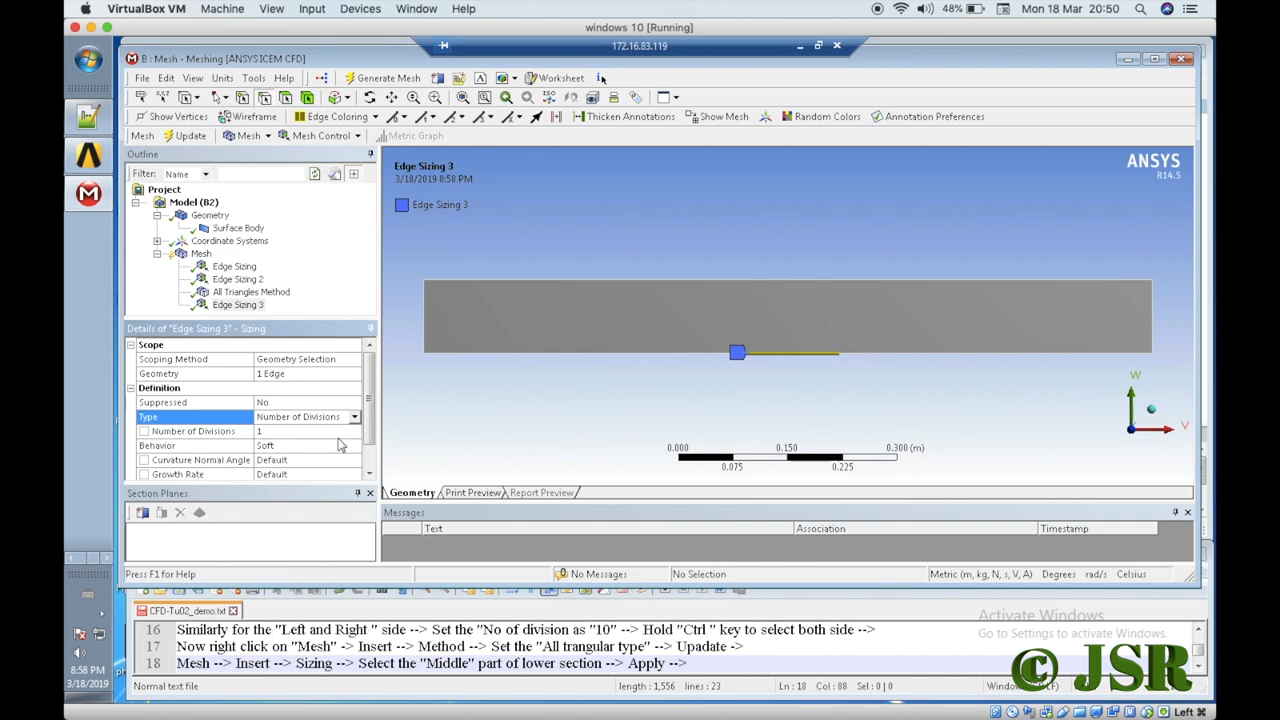 VirtualBox VM Machine View Input Devices Window Help 48% Mon 18 Mar 20:50
windows 10 [Running]
172.16.83.119
B : Mesh - Meshing [ANSYSICEM CFD]
File Edit View Units Tools Help Generate Mesh A Worksheet i
ISO
Show Vertices Wireframe Edge Coloring Thicken Annotations Show Mesh Random Colors Annotation Preferences
Mesh Update Mesh Mesh Control Metric Graph
Outline
Filter: Name
Project
Model (B2)
Geometry
Surface Body
Coordinate Systems
Mesh
Edge Sizing
Edge Sizing 2
All Triangles Method
Edge Sizing 3
Details of "Edge Sizing 3" - Sizing
Scope
Scoping Method Geometry Selection
Geometry 1 Edge
Definition
Suppressed No
Type Number of Divisions
Number of Divisions 1
Behavior Soft
Curvature Normal Angle Default
Growth Rate Default
Section Planes
Edge Sizing 3
3/18/2019 8:58 PM
Edge Sizing 3
ANSYS
R14.5
W
V
0.000 0.150 0.300 (m)
0.075 0.225
Geometry Print Preview Report Preview
Messages
Text Association Timestamp
Press F1 for Help 0 No Messages No Selection Metric (m, kg, N, s, V, A) Degrees rad/s Celsius
CFD-Tu02_demo.txt
Activate Windows
Go to Settings to activate Windows.
16 Similarly for the "Left and Right " side --> Set the "No of division as "10" --> Hold "Ctrl " key to select both side -->
17 Now right click on "Mesh" -> Insert --> Method --> Set the "All trangular type" --> Upadate ->
18 Mesh --> Insert --> Sizing --> Select the "Middle" part of lower section --> Apply -->
Normal text file length : 1,556 lines : 23 Ln : 18 Col : 88 Sel : 0 | 0
© JSR
8:58 PM
3/18/2019
Left ⌘